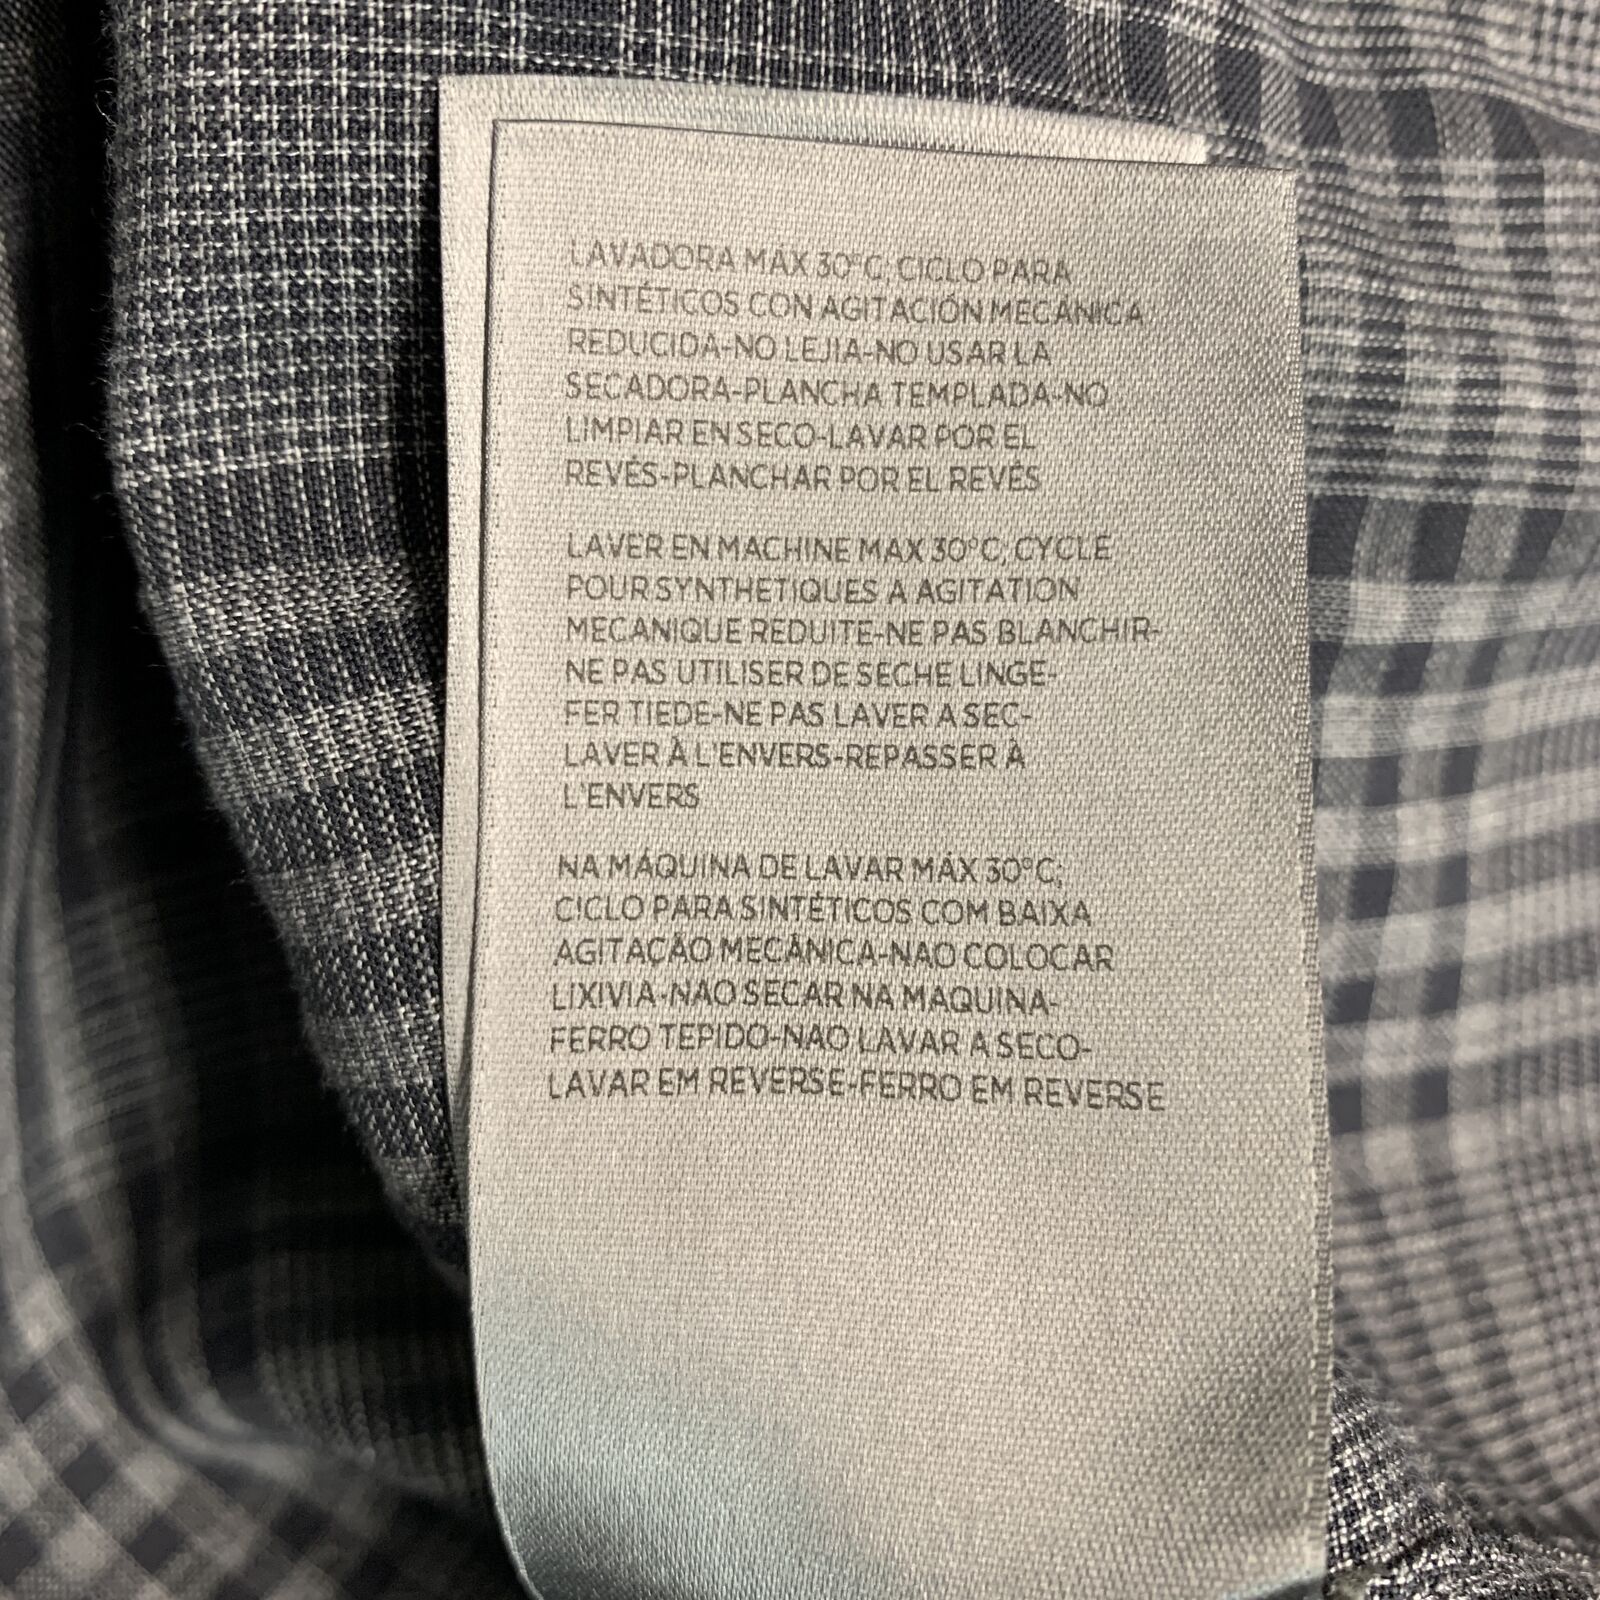 LAVADORA MAX 30°C, CICLO PARA
SINTÉTICOS CON AGITACIÓN MECÁNICA
REDUCIDA-NO LEJIA-NO USAR LA
SECADORA-PLANCHA TEMPLADA-NO
LIMPIAR EN SECO-LAVAR POR EL
REVÉS-PLANCHAR POR EL REVÉS
LAVER EN MACHINE MAX 30°C, CYCLE
POUR SYNTHETIQUES A AGITATION
MECANIQUE REDUITE-NE PAS BLANCHIR-
NE PAS UTILISER DE SECHE LINGE-
FER TIEDE-NE PAS LAVER A SEC-
LAVER À L'ENVERS-REPASSER À
L'ENVERS
NA MÁQUINA DE LAVAR MÁX 30°C;
CICLO PARA SINTÉTICOS COM BAIXA
AGITAÇÃO MECÂNICA-NAO COLOCAR
LIXIVIA-NAO SECAR NA MAQUINA-
FERRO TEPIDO-NAO LAVAR A SECO-
LAVAR EM REVERSE-FERRO EM REVERSE